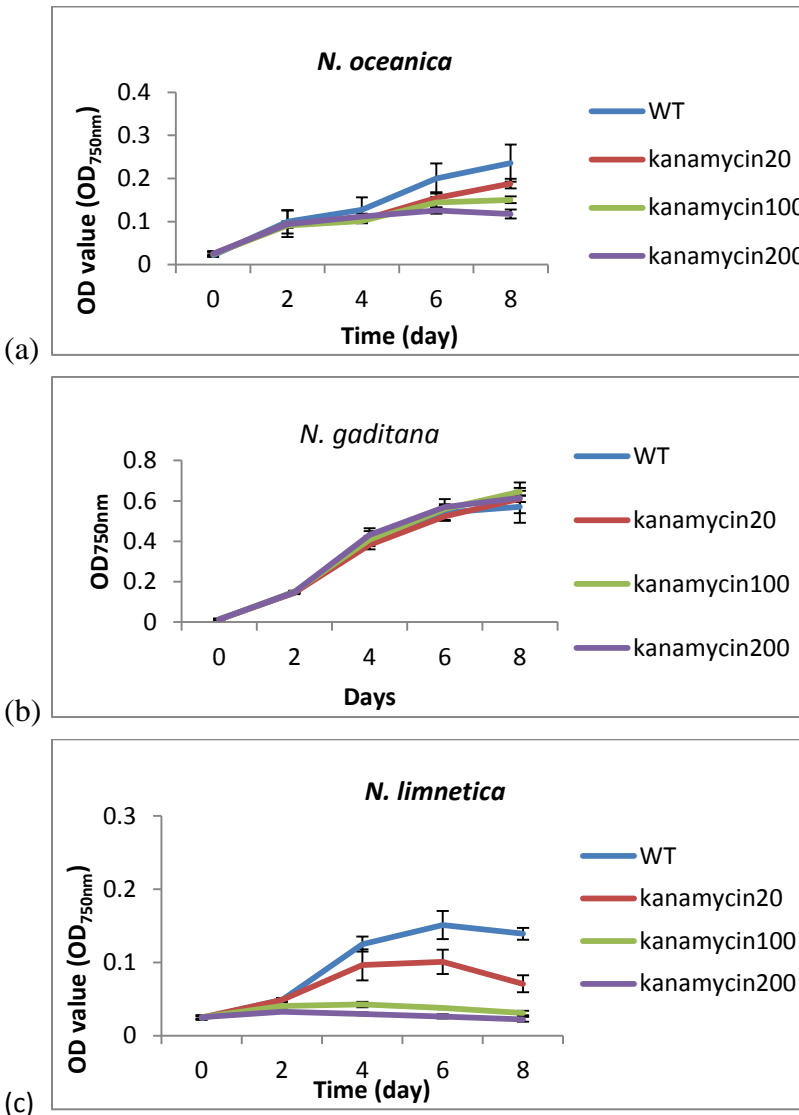 N. oceanica
OD value (OD750nm)
0.4
0.3
0.2
0.1
0
0 2 4 6 8
Time (day)
WT
kanamycin20
kanamycin100
kanamycin200
(a)
N. gaditana
OD750nm
0.8
0.6
0.4
0.2
0
0 2 4 6 8
Days
WT
kanamycin20
kanamycin100
kanamycin200
(b)
N. limnetica
OD value (OD750nm)
0.3
0.2
0.1
0
0 2 4 6 8
Time (day)
WT
kanamycin20
kanamycin100
kanamycin200
(c)